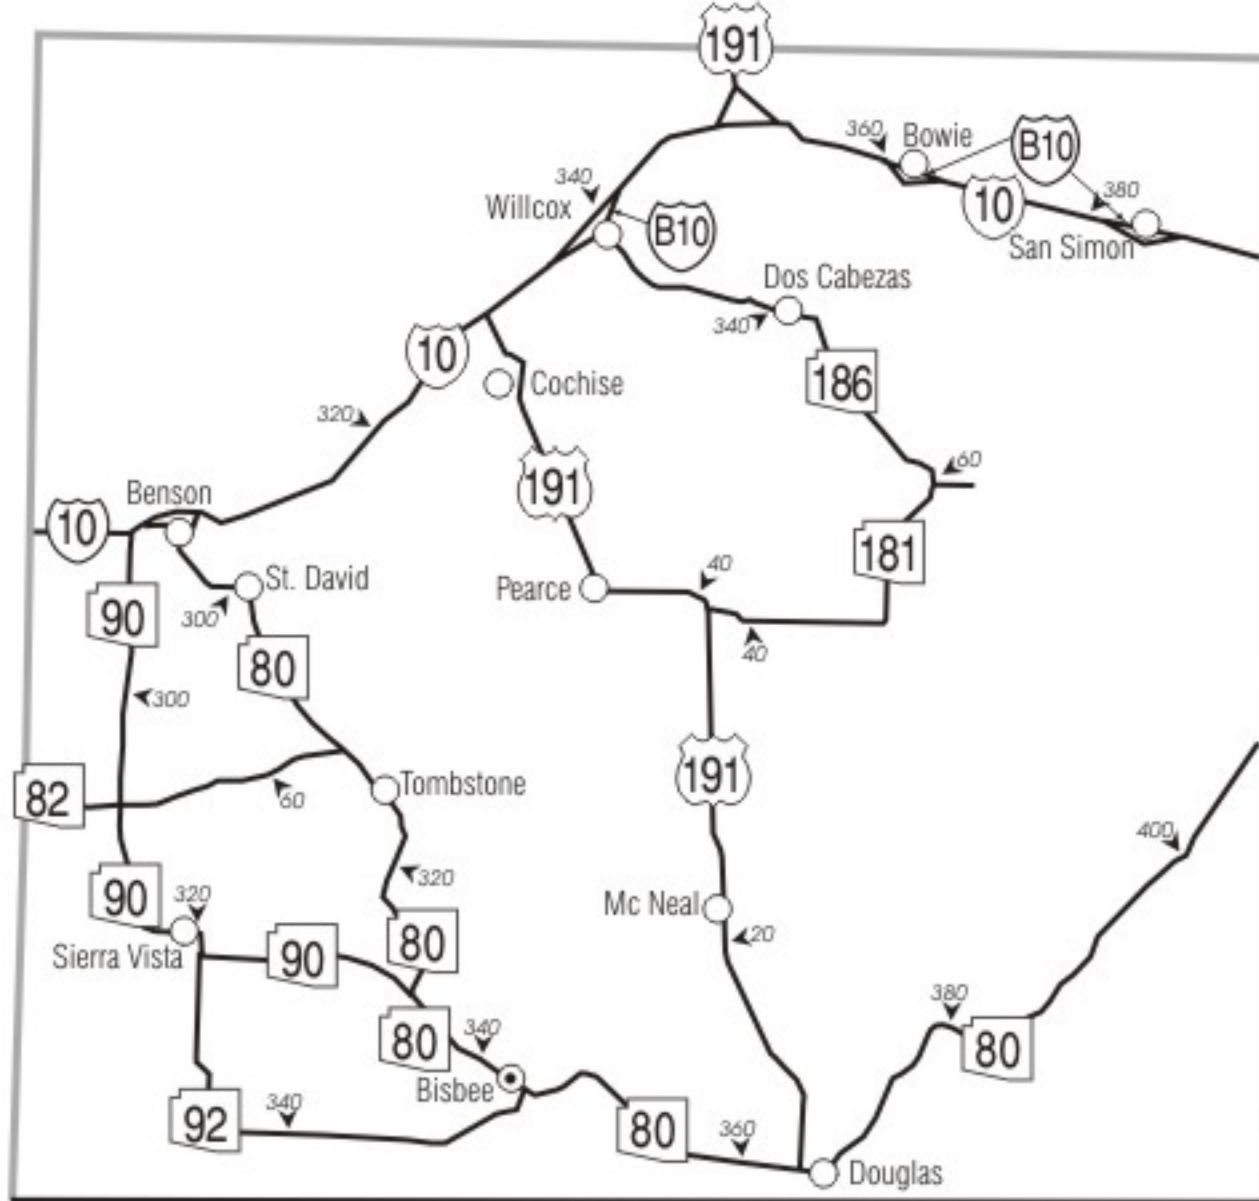 191
360
Bowie
B10
340
Willcox
B10
10
380
San Simon
Dos Cabezas
340
10
Cochise
186
320
60
191
Benson
10
181
St. David
Pearce
40
300
90
40
80
300
191
82
60
Tombstone
400
90
320
320
Mc Neal
20
Sierra Vista
90
80
380
80
340
80
Bisbee
92
340
80
360
Douglas